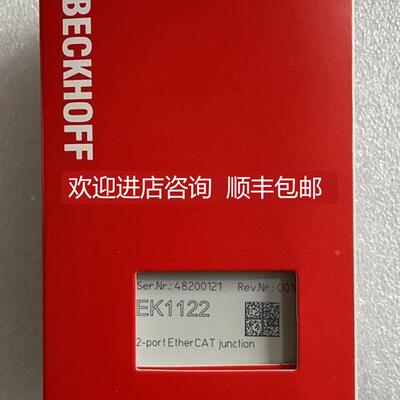 BECKHOFF
欢迎进店咨询 顺丰包邮
Ser.Nr.: 48200121 Rev.Nr.: 001
EK1122
2-port EtherCAT junction